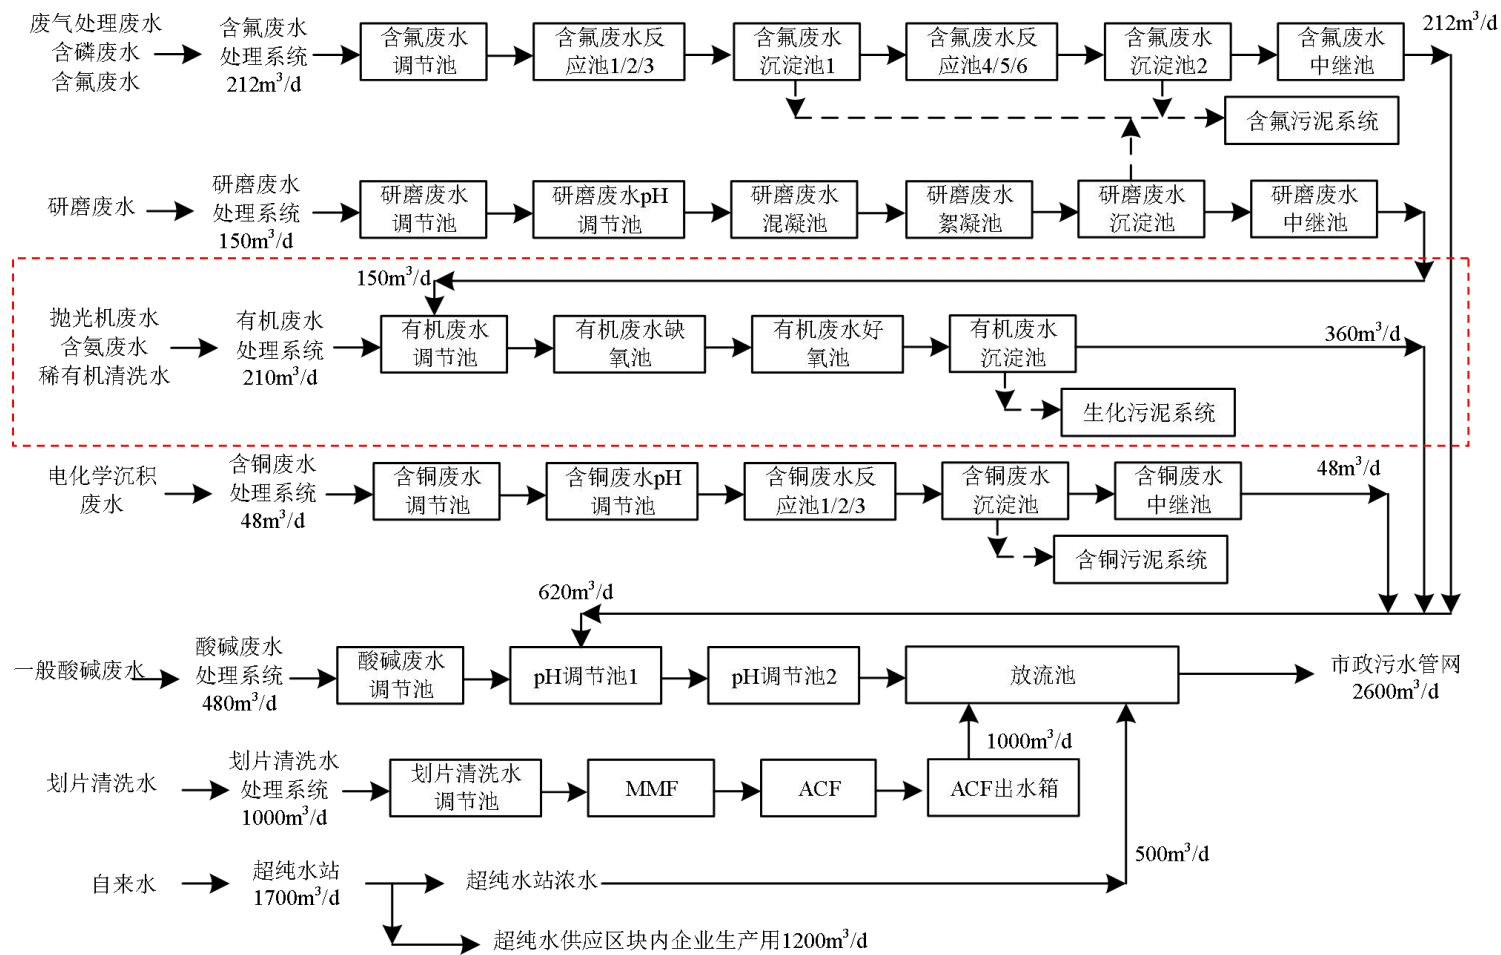 废气处理废水
含磷废水
含氟废水
含氟废水
处理系统
212m³/d
含氟废水
调节池
含氟废水反
应池1/2/3
含氟废水
沉淀池1
含氟废水反
应池4/5/6
含氟废水
沉淀池2
含氟废水
中继池
212m³/d
含氟污泥系统
研磨废水
研磨废水
处理系统
150m³/d
研磨废水
调节池
研磨废水pH
调节池
研磨废水
混凝池
研磨废水
絮凝池
研磨废水
沉淀池
研磨废水
中继池
150m³/d
抛光机废水
含氨废水
稀有机清洗水
有机废水
处理系统
210m³/d
有机废水
调节池
有机废水缺
氧池
有机废水好
氧池
有机废水
沉淀池
360m³/d
生化污泥系统
电化学沉积
废水
含铜废水
处理系统
48m³/d
含铜废水
调节池
含铜废水pH
调节池
含铜废水反
应池1/2/3
含铜废水
沉淀池
含铜废水
中继池
48m³/d
含铜污泥系统
620m³/d
一般酸碱废水
酸碱废水
处理系统
480m³/d
酸碱废水
调节池
pH调节池1
pH调节池2
放流池
市政污水管网
2600m³/d
划片清洗水
划片清洗水
处理系统
1000m³/d
划片清洗水
调节池
MMF
ACF
ACF出水箱
1000m³/d
自来水
超纯水站
1700m³/d
超纯水站浓水
500m³/d
超纯水供应区块内企业生产用1200m³/d